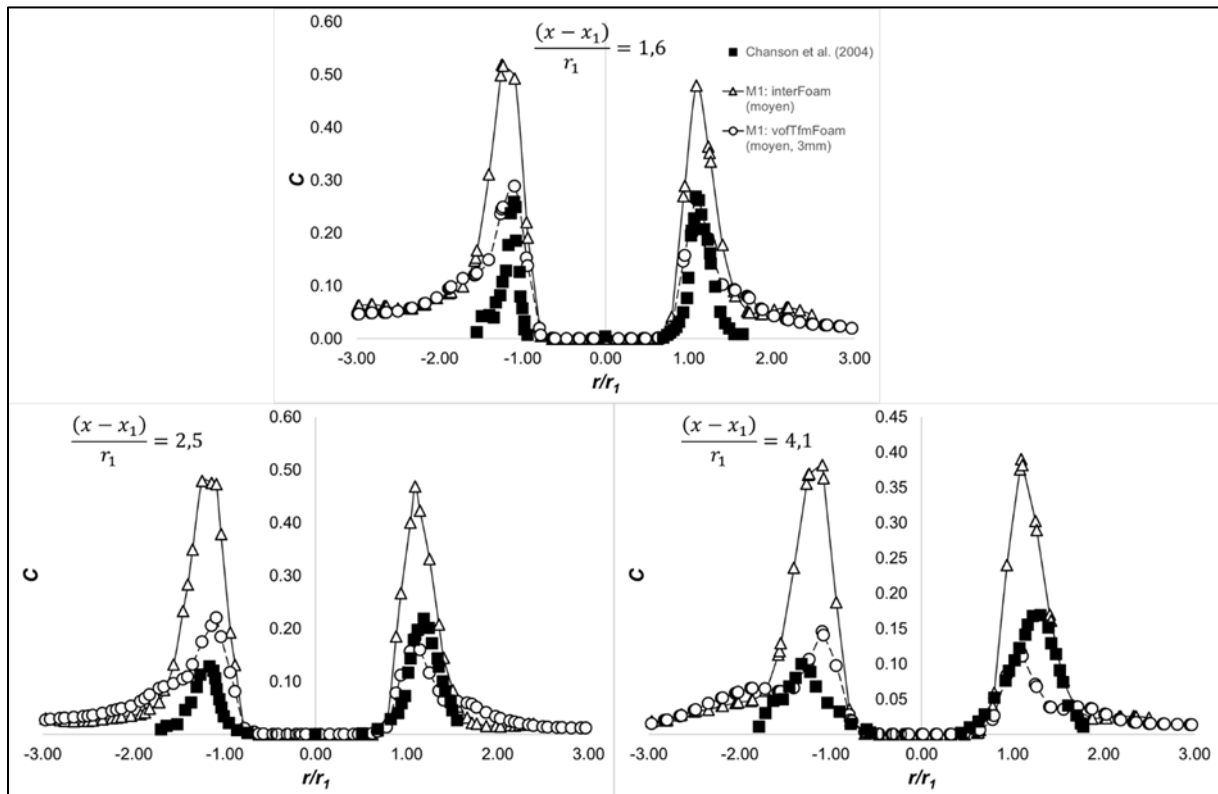 0.60
(x − x₁)
r₁
= 1,6
■ Chanson et al. (2004)
0.50
M1: interFoam
(moyen)
0.40
M1: vofTfmFoam
(moyen, 3mm)
0.30
C
0.20
0.10
0.00
-3.00 -2.00 -1.00 0.00 1.00 2.00 3.00
r/r₁
(x − x₁)
r₁
= 2,5
0.60
0.50
0.40
0.30
C
0.20
0.10
-3.00 -2.00 -1.00 0.00 1.00 2.00 3.00
r/r₁
(x − x₁)
r₁
= 4,1
0.45
0.40
0.35
0.30
0.25
C
0.20
0.15
0.10
0.05
-3.00 -2.00 -1.00 0.00 1.00 2.00 3.00
r/r₁